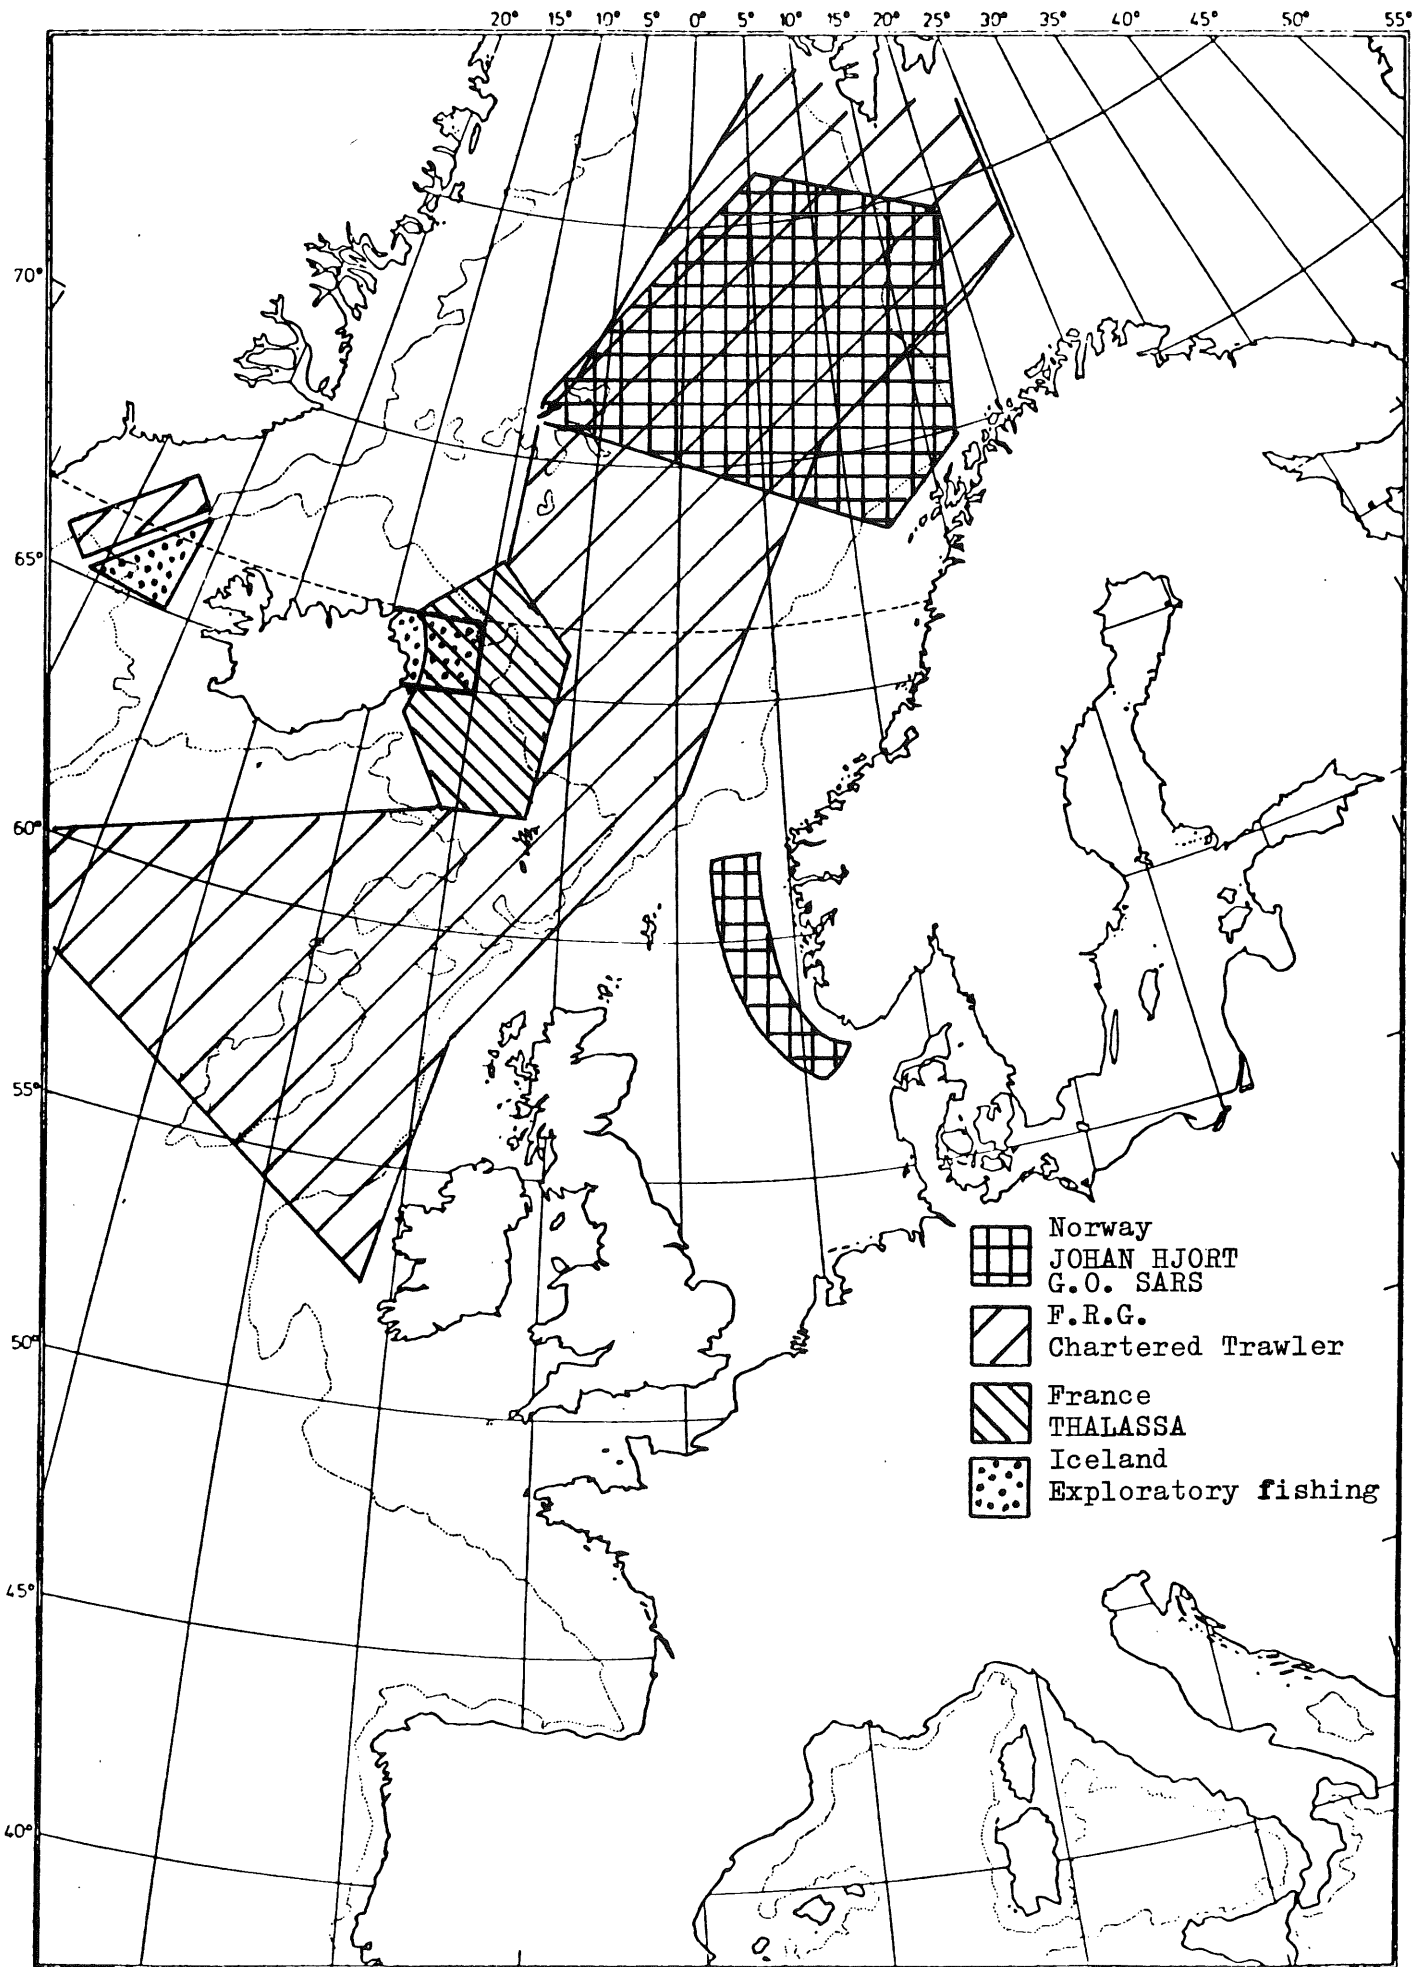 20° 15° 10° 5° 0° 5° 10° 15° 20° 25° 30° 35° 40° 45° 50° 55°
70°
65°
60°
55°
50°
45°
40°
Norway
JOHAN HJORT
G.O. SARS
F.R.G.
Chartered Trawler
France
THALASSA
Iceland
Exploratory fishing